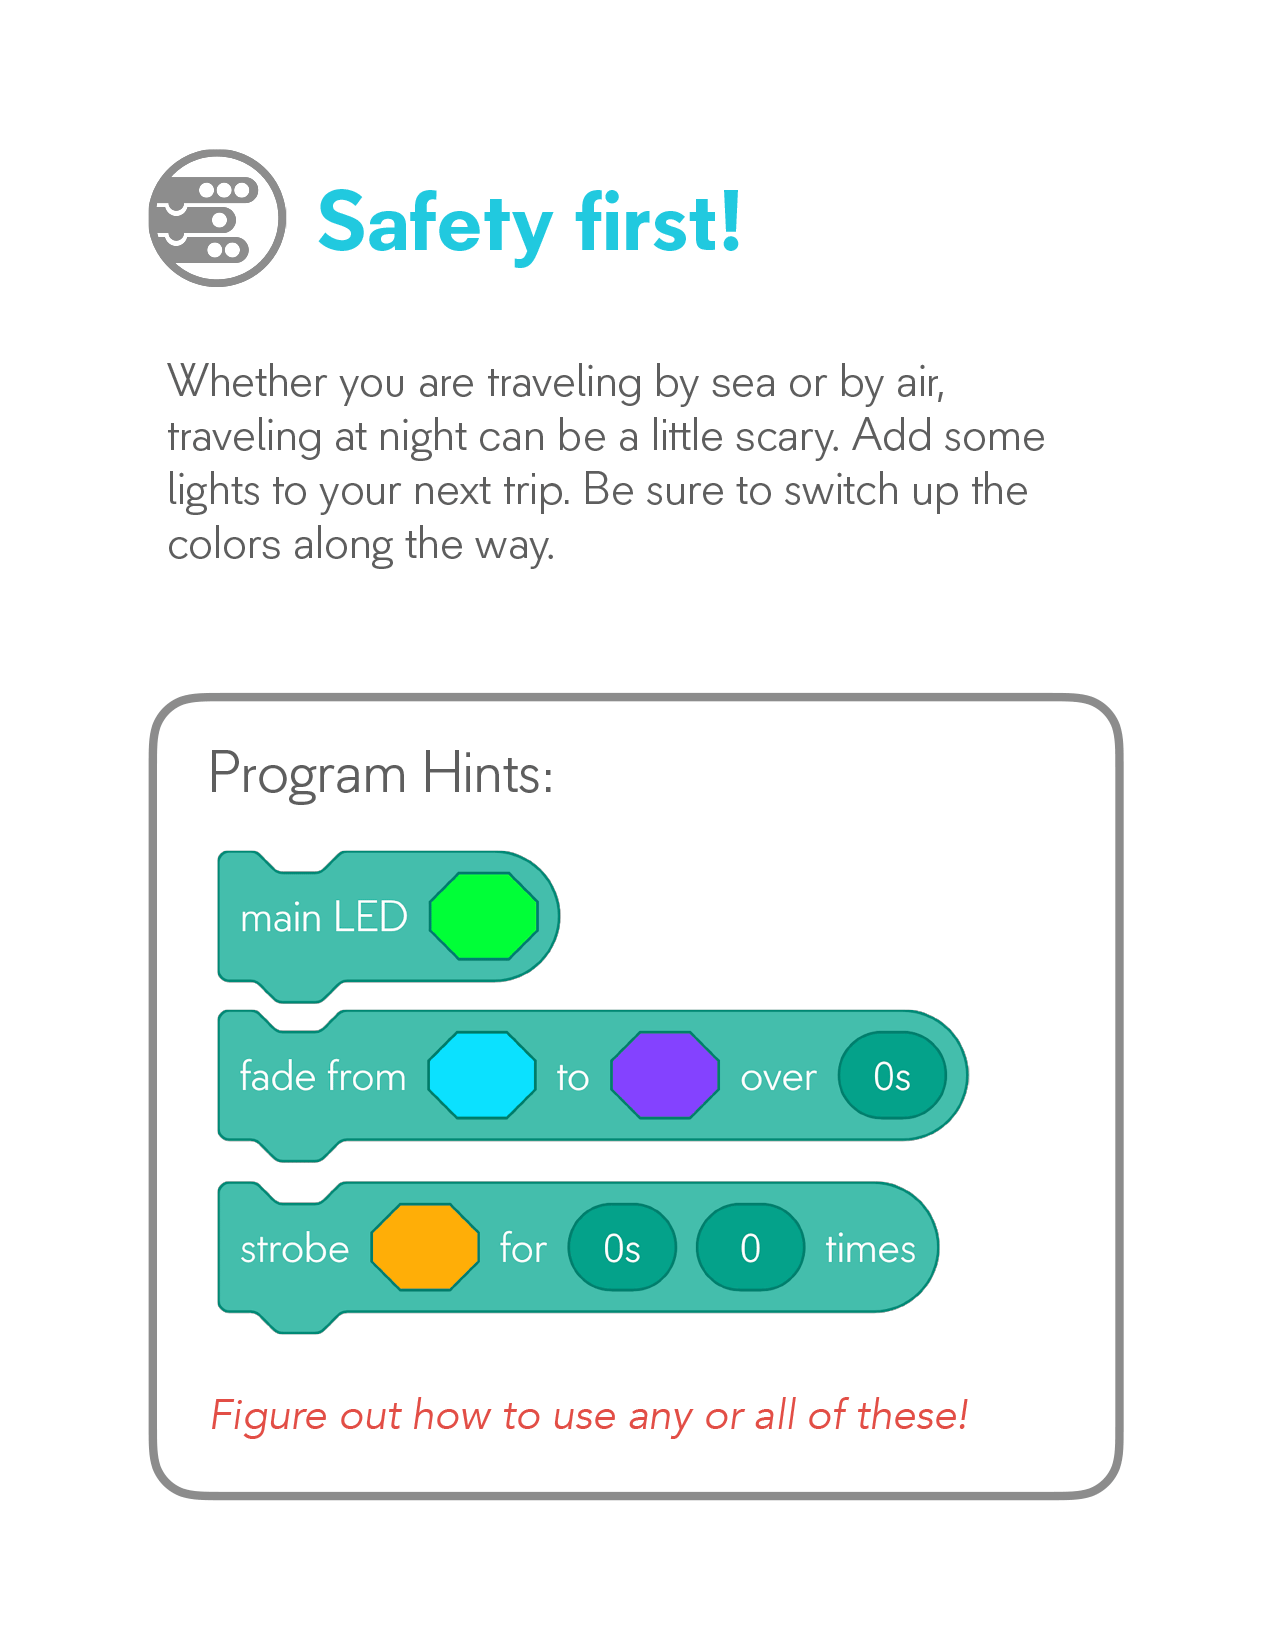 Safety first!
Whether you are traveling by sea or by air,
traveling at night can be a little scary. Add some
lights to your next trip. Be sure to switch up the
colors along the way.
Program Hints:
main LED
fade from to over 0s
strobe for 0s 0 times
Figure out how to use any or all of these!